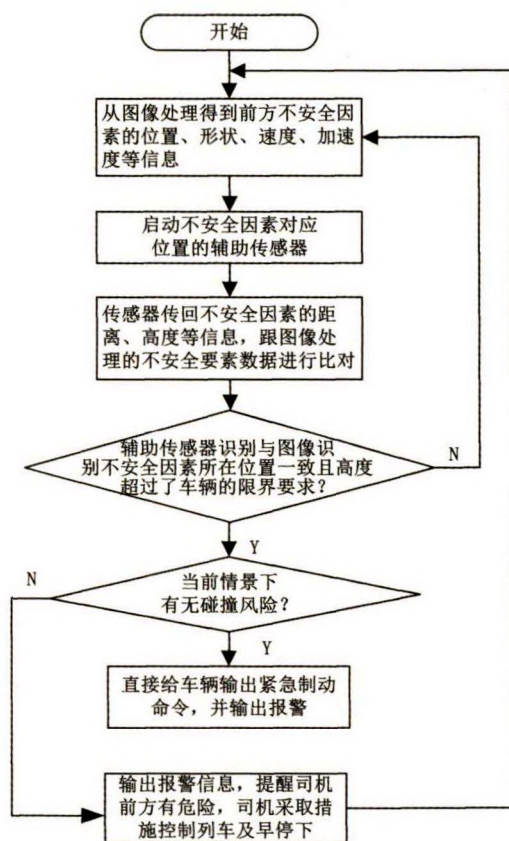 开始
从图像处理得到前方不安全因
素的位置、形状、速度、加速
度等信息
启动不安全因素对应
位置的辅助传感器
传感器传回不安全因素的距
离、高度等信息，跟图像处
理的不安全要素数据进行比对
辅助传感器识别与图像识
别不安全因素所在位置一致且高度
超过了车辆的限界要求？
N
Y
N
当前情景下
有无碰撞风险？
Y
直接给车辆输出紧急制动
命令，并输出报警
输出报警信息，提醒司机
前方有危险，司机采取措
施控制列车及早停下